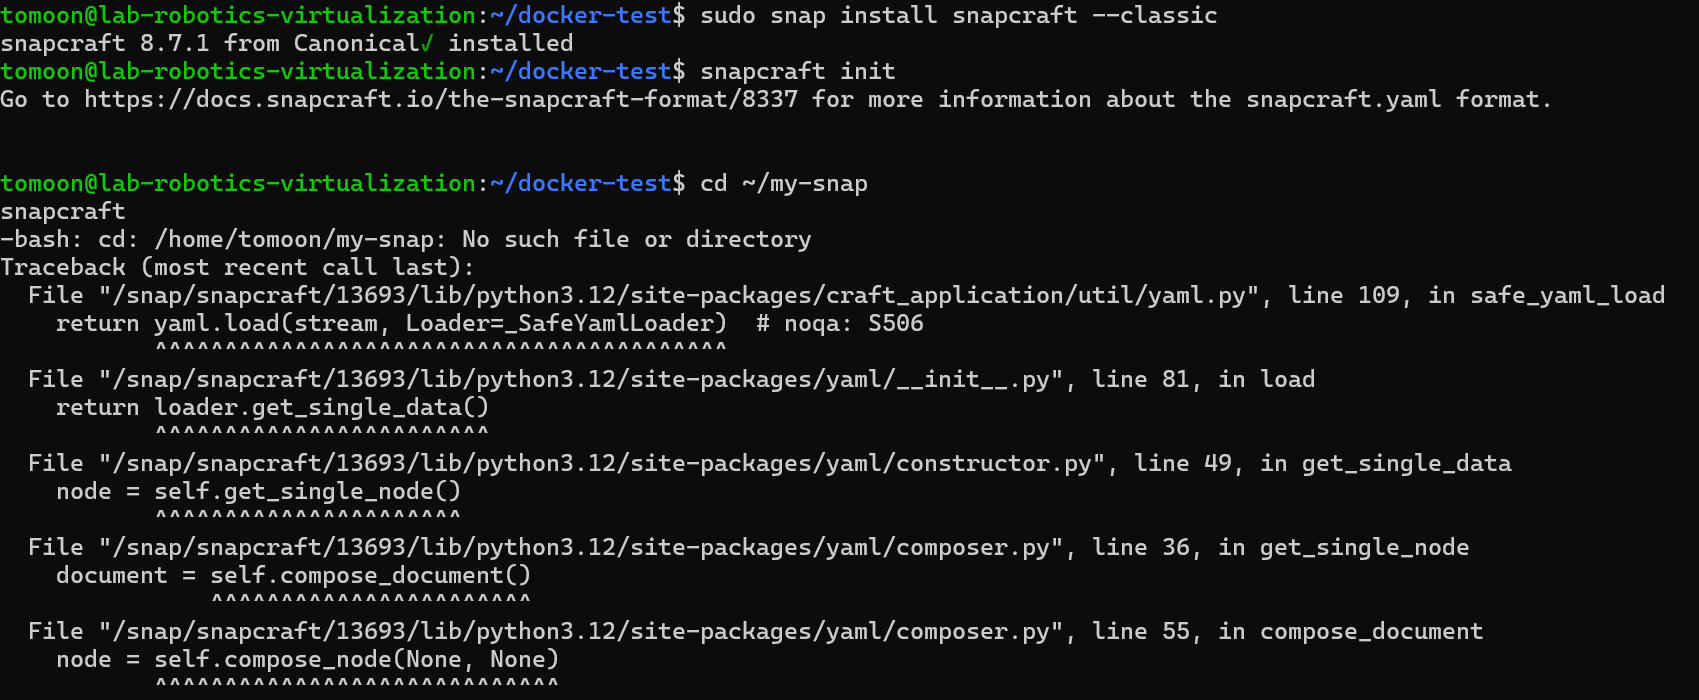 tomoon@lab-robotics-virtualization:~/docker-test$ sudo snap install snapcraft --classic
snapcraft 8.7.1 from Canonical✓ installed
tomoon@lab-robotics-virtualization:~/docker-test$ snapcraft init
Go to https://docs.snapcraft.io/the-snapcraft-format/8337 for more information about the snapcraft.yaml format.
tomoon@lab-robotics-virtualization:~/docker-test$ cd ~/my-snap
snapcraft
-bash: cd: /home/tomoon/my-snap: No such file or directory
Traceback (most recent call last):
  File "/snap/snapcraft/13693/lib/python3.12/site-packages/craft_application/util/yaml.py", line 109, in safe_yaml_load
    return yaml.load(stream, Loader=_SafeYamlLoader)  # noqa: S506
           ^^^^^^^^^^^^^^^^^^^^^^^^^^^^^^^^^^^^^^^^^
  File "/snap/snapcraft/13693/lib/python3.12/site-packages/yaml/__init__.py", line 81, in load
    return loader.get_single_data()
           ^^^^^^^^^^^^^^^^^^^^^^^^
  File "/snap/snapcraft/13693/lib/python3.12/site-packages/yaml/constructor.py", line 49, in get_single_data
    node = self.get_single_node()
           ^^^^^^^^^^^^^^^^^^^^^^
  File "/snap/snapcraft/13693/lib/python3.12/site-packages/yaml/composer.py", line 36, in get_single_node
    document = self.compose_document()
               ^^^^^^^^^^^^^^^^^^^^^^^
  File "/snap/snapcraft/13693/lib/python3.12/site-packages/yaml/composer.py", line 55, in compose_document
    node = self.compose_node(None, None)
           ^^^^^^^^^^^^^^^^^^^^^^^^^^^^^